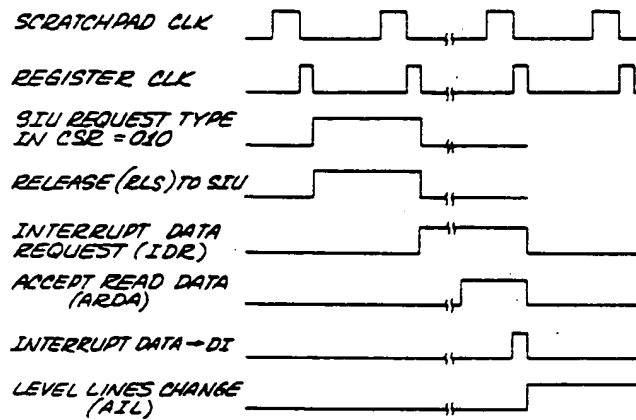 SCRATCHPAD CLK
REGISTER CLK
SIU REQUEST TYPE
IN CSR = 010
RELEASE (RLS) TO SIU
INTERRUPT DATA
REQUEST (IDR)
ACCEPT READ DATA
(ARDA)
INTERRUPT DATA → DI
LEVEL LINES CHANGE
(AIL)